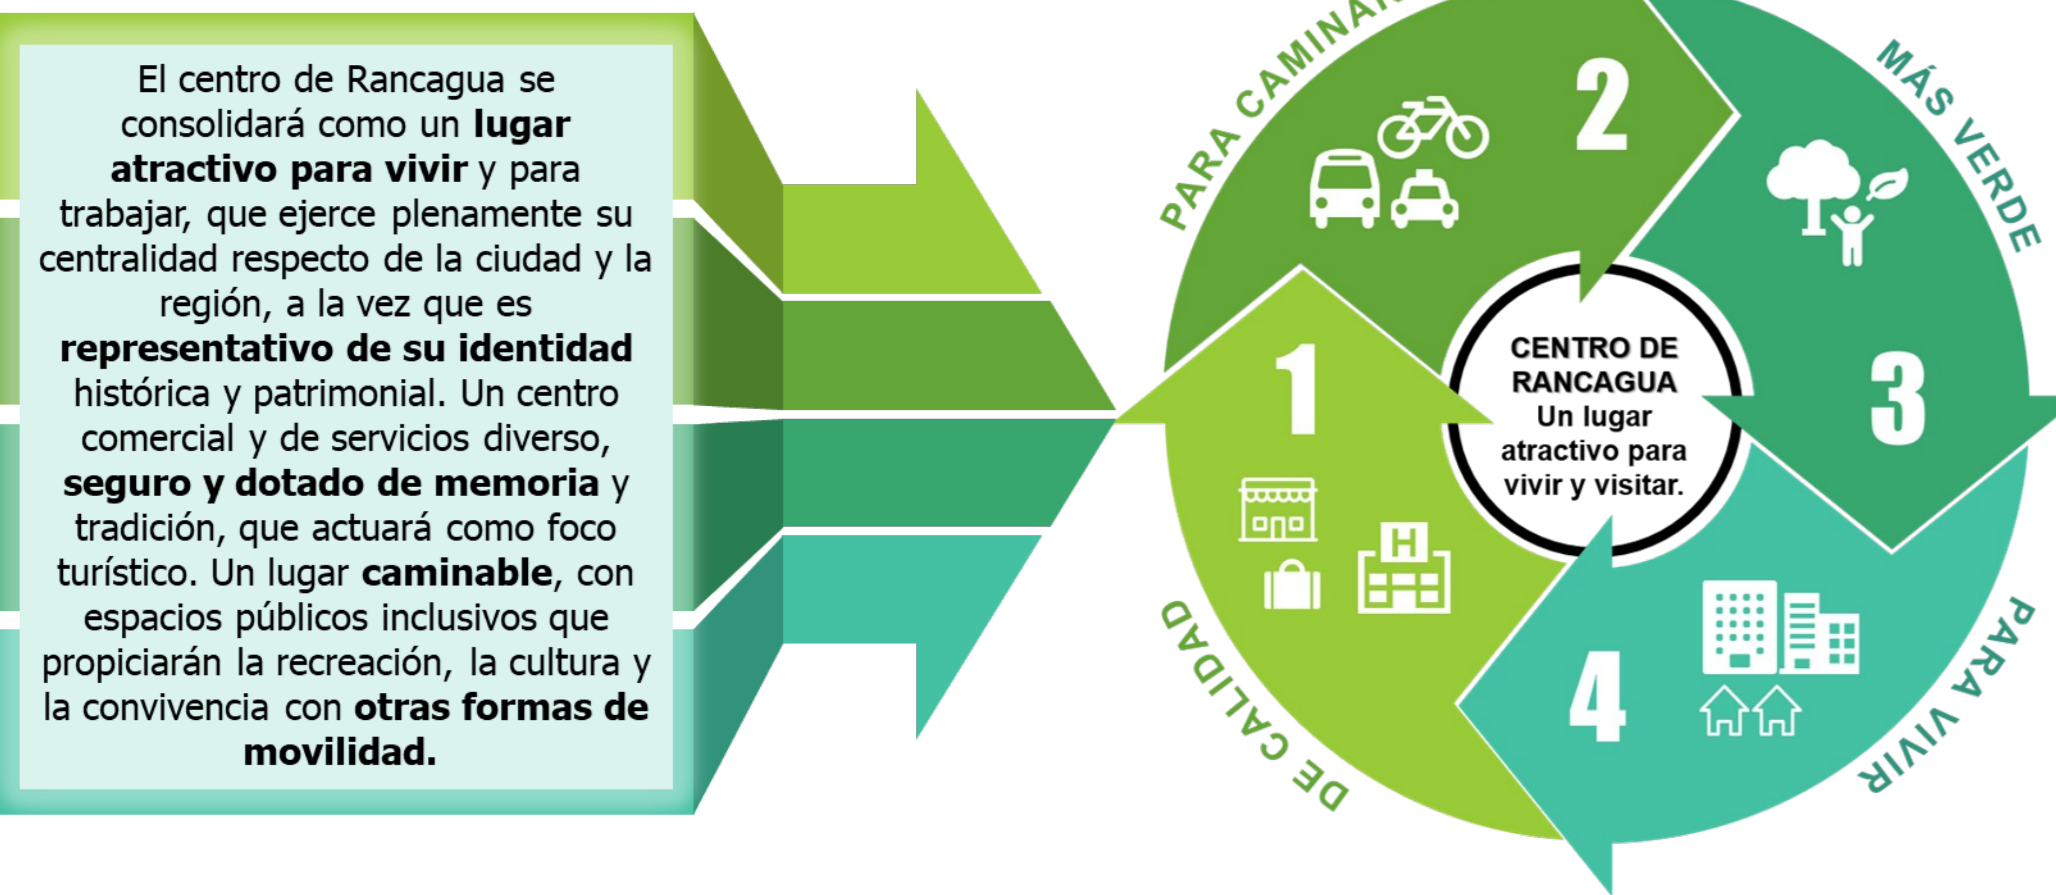 El centro de Rancagua se
consolidará como un lugar
atractivo para vivir y para
trabajar, que ejerce plenamente su
centralidad respecto de la ciudad y la
región, a la vez que es
representativo de su identidad
histórica y patrimonial. Un centro
comercial y de servicios diverso,
seguro y dotado de memoria y
tradición, que actuará como foco
turístico. Un lugar caminable, con
espacios públicos inclusivos que
propiciarán la recreación, la cultura y
la convivencia con otras formas de
movilidad.
PARA CAMINAR
2
MÁS VERDE
1
CENTRO DE
RANCAGUA
Un lugar
atractivo para
vivir y visitar.
3
H
DE CALIDAD
4
PARA VIVIR